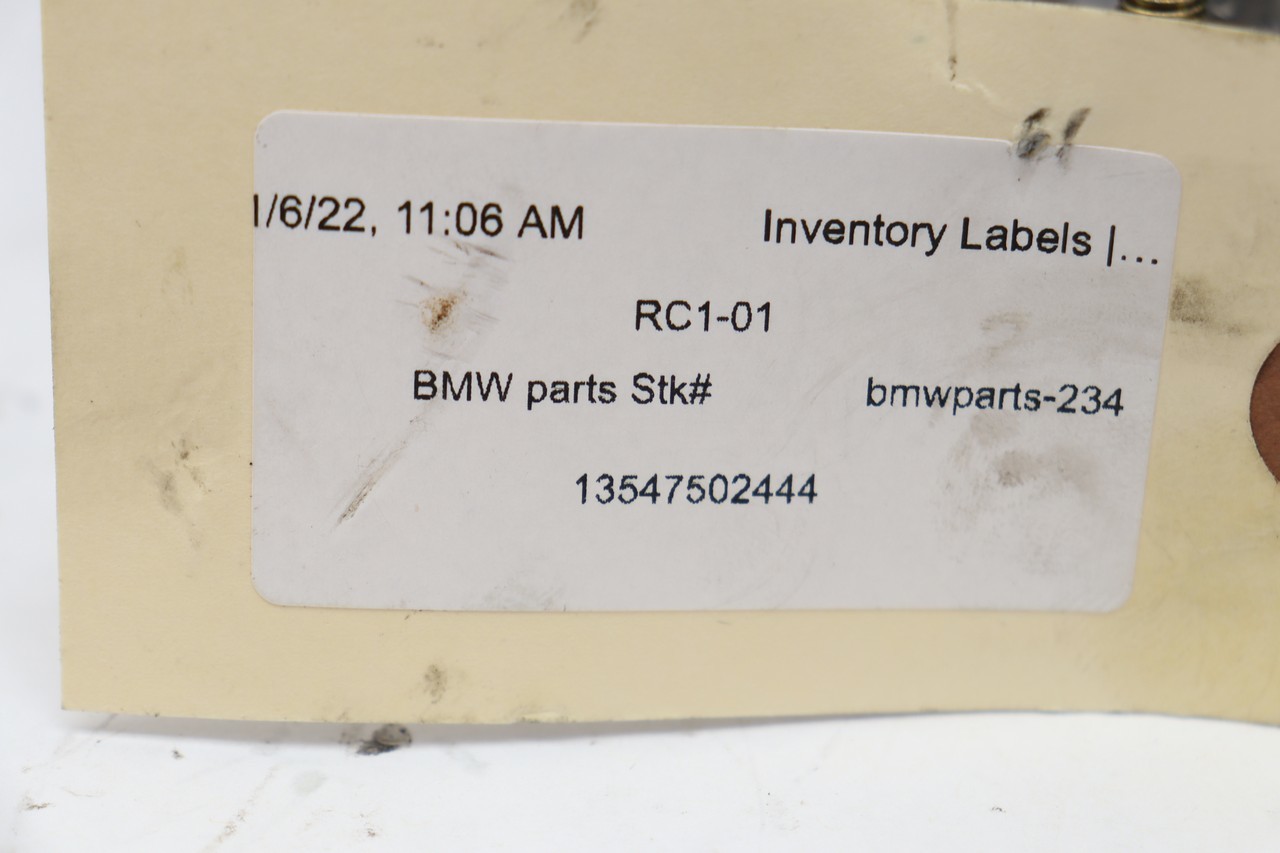 1/6/22, 11:06 AM Inventory Labels |...
RC1-01
BMW parts Stk# bmwparts-234
13547502444